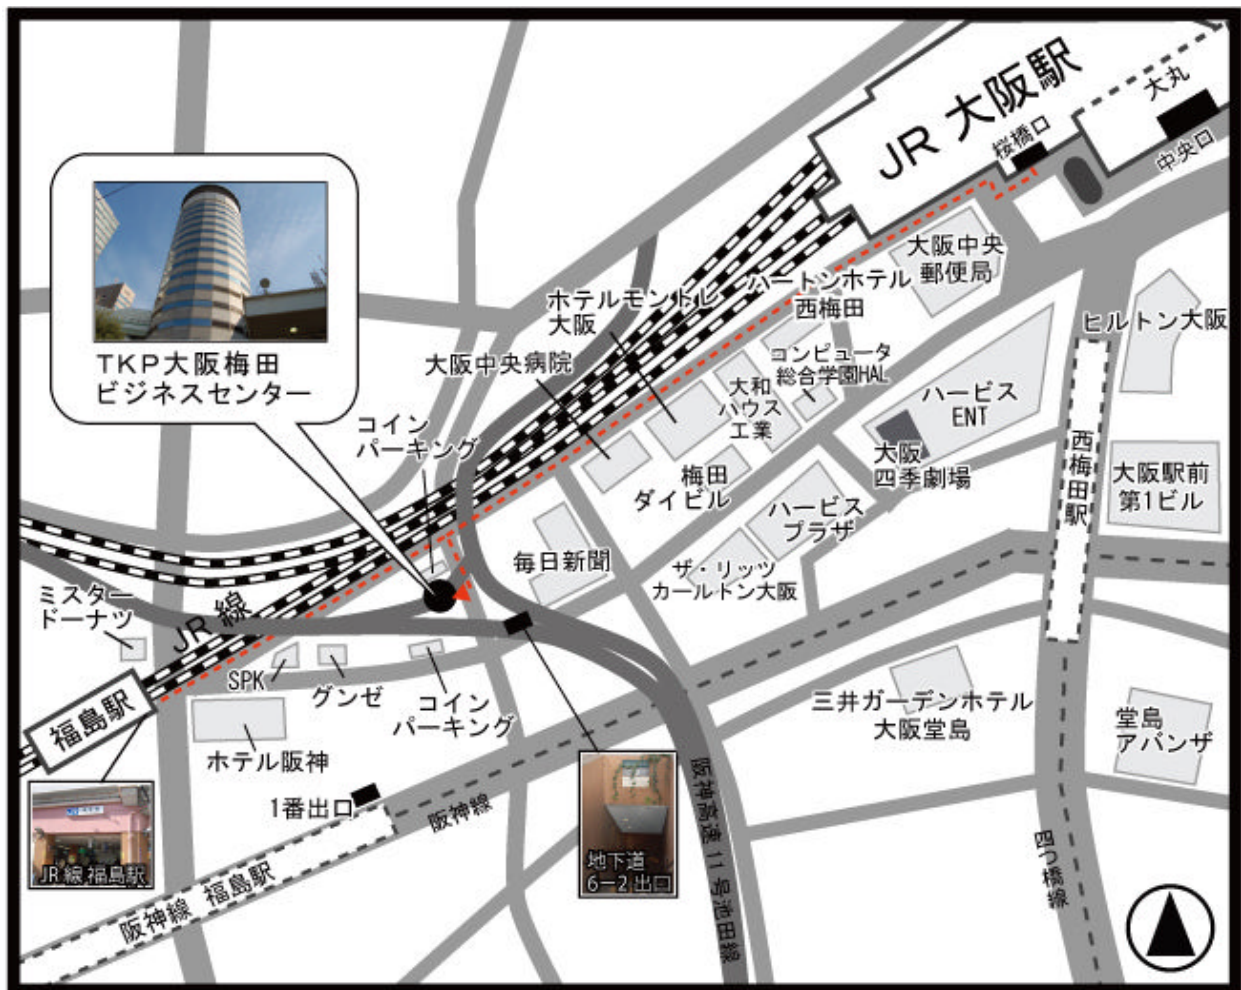 JR 大阪駅
大丸
桜橋口
中央口
大阪中央
郵便局
ハートンホテル
西梅田
ホテルモントレ
大阪
ヒルトン大阪
TKP大阪梅田
ビジネスセンター
大阪中央病院
コンピュータ
総合学園HAL
大和
ハウス
工業
ハービス
ENT
コイン
パーキング
大阪
四季劇場
西梅田駅
大阪駅前
第1ビル
梅田
ダイビル
ハービス
プラザ
毎日新聞
ザ・リッツ
カールトン大阪
ミスター
ドーナツ
JR 線
SPK
グンゼ
コイン
パーキング
福島駅
ホテル阪神
三井ガーデンホテル
大阪堂島
堂島
アバンザ
1番出口
阪神線
阪神高速 11 号池田線
JR線 福島駅
地下道
6−2 出口
阪神線 福島駅
四つ橋線